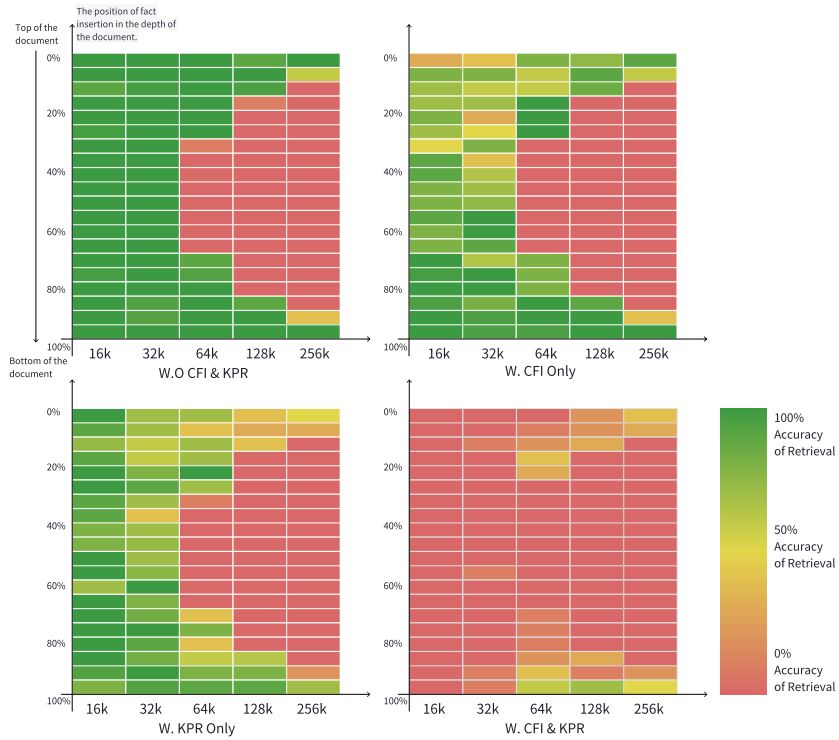 The position of fact
insertion in the depth of
the document.
Top of the
document
0%
20%
40%
60%
80%
100%
Bottom of the
document
16k 32k 64k 128k 256k
W.O CFI & KPR
0%
20%
40%
60%
80%
100%
16k 32k 64k 128k 256k
W. CFI Only
0%
20%
40%
60%
80%
100%
16k 32k 64k 128k 256k
W. KPR Only
0%
20%
40%
60%
80%
100%
16k 32k 64k 128k 256k
W. CFI & KPR
100%
Accuracy
of Retrieval
50%
Accuracy
of Retrieval
0%
Accuracy
of Retrieval